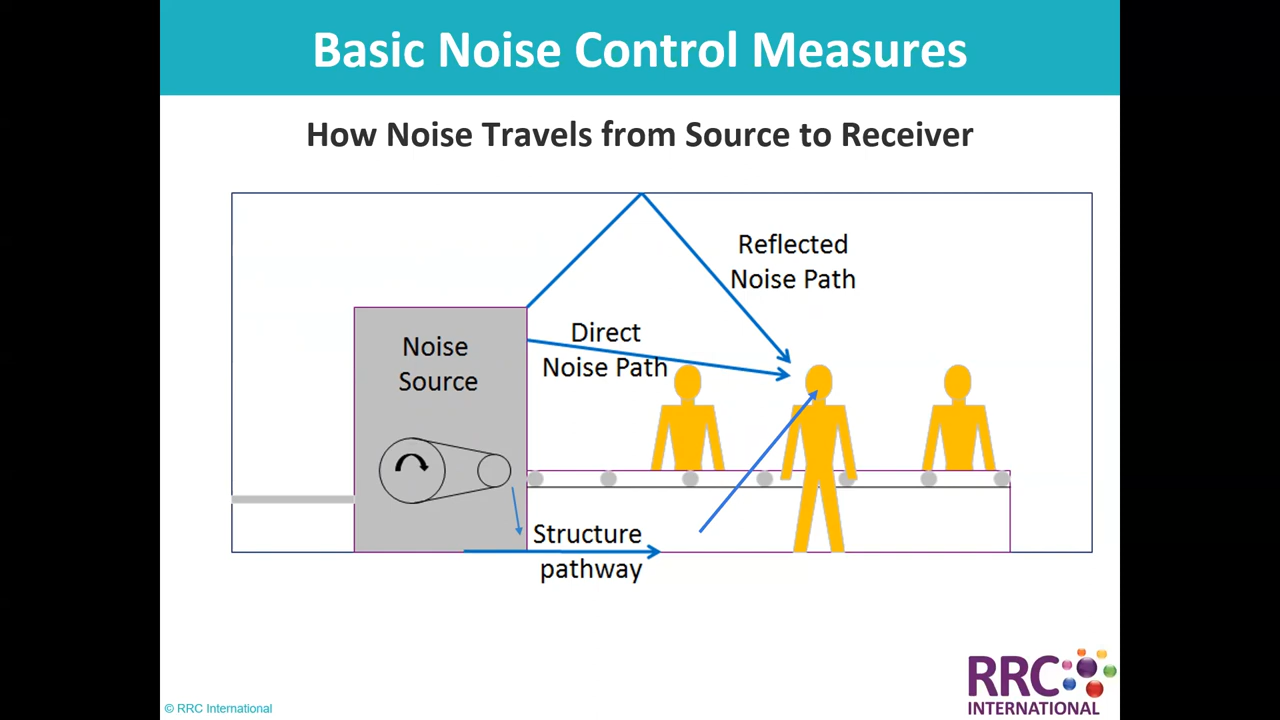 Basic Noise Control Measures
How Noise Travels from Source to Receiver
Reflected
Noise Path
Direct
Noise Path
Noise
Source
Structure
pathway
RRC
INTERNATIONAL
© RRC International